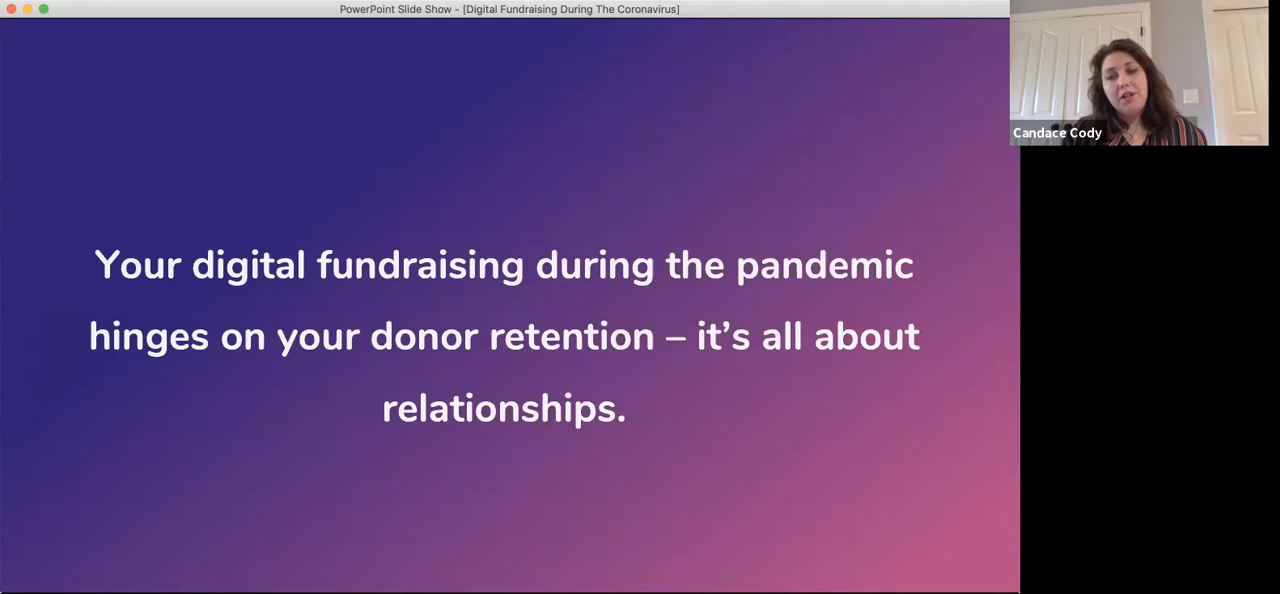 PowerPoint Slide Show - [Digital Fundraising During The Coronavirus]
Candace Cody
Your digital fundraising during the pandemic
hinges on your donor retention – it’s all about
relationships.